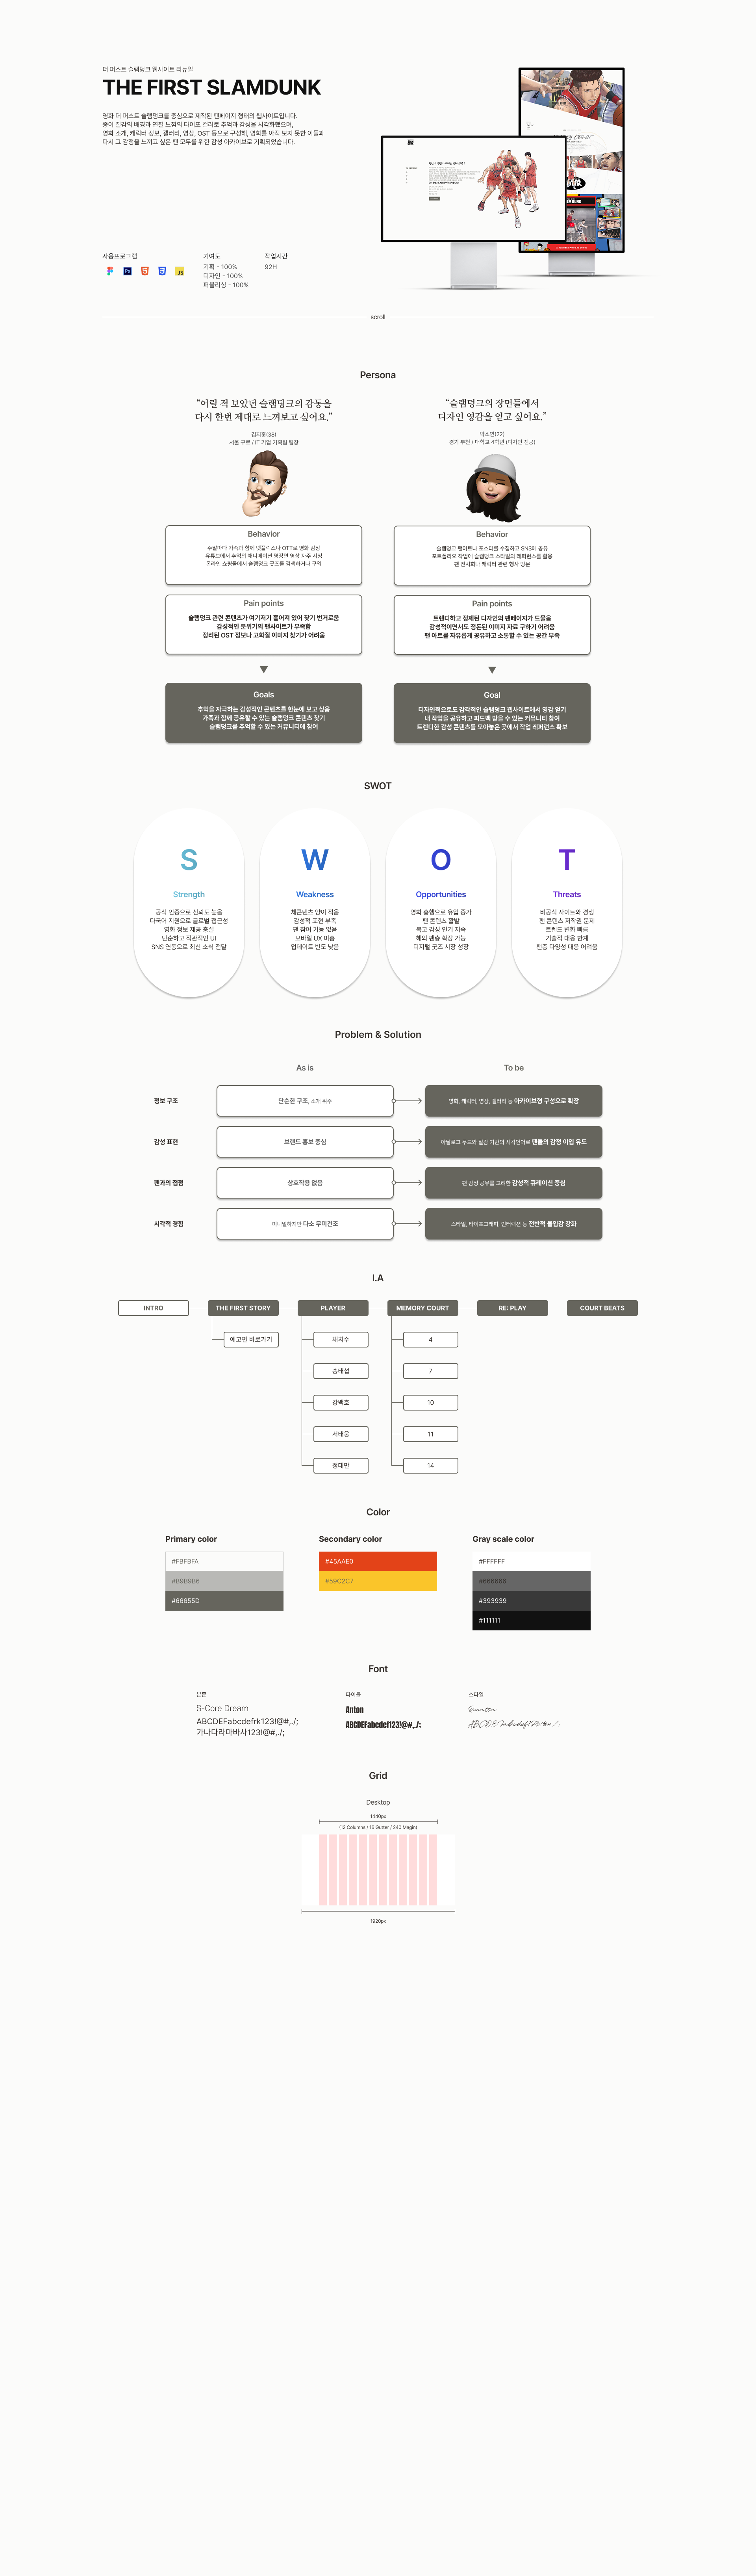 더 퍼스트 슬램덩크 웹사이트 리뉴얼
THE FIRST SLAMDUNK
영화 더 퍼스트 슬램덩크를 중심으로 제작된 팬페이지 형태의 웹사이트입니다.
종이 질감의 배경과 연필 느낌의 타이포 컬러로 추억과 감성을 시각화했으며,
영화 소개, 캐릭터 정보, 갤러리, 영상, OST 등으로 구성해, 영화를 아직 보지 못한 이들과
다시 그 감정을 느끼고 싶은 팬 모두를 위한 감성 아카이브로 기획되었습니다.
사용프로그램
Ps
JS
기여도
기획 - 100%
디자인 - 100%
퍼블리싱 - 100%
작업시간
92H
scroll
Persona
“어릴 적 보았던 슬램덩크의 감동을
다시 한번 제대로 느껴보고 싶어요.”
김지훈(38)
서울 구로 / IT 기업 기획팀 팀장
Behavior
주말마다 가족과 함께 넷플릭스나 OTT로 영화 감상
유튜브에서 추억의 애니메이션 명장면 영상 자주 시청
온라인 쇼핑몰에서 슬램덩크 굿즈를 검색하거나 구입
Pain points
슬램덩크 관련 콘텐츠가 여기저기 흩어져 있어 찾기 번거로움
감성적인 분위기의 팬사이트가 부족함
정리된 OST 정보나 고화질 이미지 찾기가 어려움
Goals
추억을 자극하는 감성적인 콘텐츠를 한눈에 보고 싶음
가족과 함께 공유할 수 있는 슬램덩크 콘텐츠 찾기
슬램덩크를 추억할 수 있는 커뮤니티에 참여
“슬램덩크의 장면들에서
디자인 영감을 얻고 싶어요.”
박소연(22)
경기 부천 / 대학교 4학년 (디자인 전공)
Behavior
슬램덩크 팬아트나 포스터를 수집하고 SNS에 공유
포트폴리오 작업에 슬램덩크 스타일의 레퍼런스를 활용
팬 전시회나 캐릭터 관련 행사 방문
Pain points
트렌디하고 정제된 디자인의 팬페이지가 드물음
감성적이면서도 정돈된 이미지 자료 구하기 어려움
팬 아트를 자유롭게 공유하고 소통할 수 있는 공간 부족
Goal
디자인적으로도 감각적인 슬램덩크 웹사이트에서 영감 얻기
내 작업을 공유하고 피드백 받을 수 있는 커뮤니티 참여
트렌디한 감성 콘텐츠를 모아놓은 곳에서 작업 레퍼런스 확보
SWOT
S
Strength
공식 인증으로 신뢰도 높음
다국어 지원으로 글로벌 접근성
영화 정보 제공 충실
단순하고 직관적인 UI
SNS 연동으로 최신 소식 전달
W
Weakness
체콘텐츠 양이 적음
감성적 표현 부족
팬 참여 기능 없음
모바일 UX 미흡
업데이트 빈도 낮음
O
Opportunities
영화 흥행으로 유입 증가
팬 콘텐츠 활발
복고 감성 인기 지속
해외 팬층 확장 가능
디지털 굿즈 시장 성장
T
Threats
비공식 사이트와 경쟁
팬 콘텐츠 저작권 문제
트렌드 변화 빠름
기술적 대응 한계
팬층 다양성 대응 어려움
Problem & Solution
As is
To be
정보 구조
단순한 구조, 소개 위주
영화, 캐릭터, 영상, 갤러리 등 아카이브형 구성으로 확장
감성 표현
브랜드 홍보 중심
아날로그 무드와 질감 기반의 시각언어로 팬들의 감정 이입 유도
팬과의 접점
상호작용 없음
팬 감정 공유를 고려한 감성적 큐레이션 중심
시각적 경험
미니멀하지만 다소 무미건조
스타일, 타이포그래피, 인터랙션 등 전반적 몰입감 강화
I.A
INTRO
THE FIRST STORY
PLAYER
MEMORY COURT
RE: PLAY
COURT BEATS
예고편 바로가기
채치수
4
송태섭
7
강백호
10
서태웅
11
정대만
14
Color
Primary color
#FBFBFA
#B9B9B6
#66655D
Secondary color
#45AAE0
#59C2C7
Gray scale color
#FFFFFF
#666666
#393939
#111111
Font
본문
S-Core Dream
ABCDEFabcdefrk123!@#,./;
가나다라마바사123!@#,./;
타이틀
Anton
ABCDEFabcdef123!@#,./;
스타일
Grid
Desktop
1440px
(12 Columns / 16 Gutter / 240 Magin)
1920px